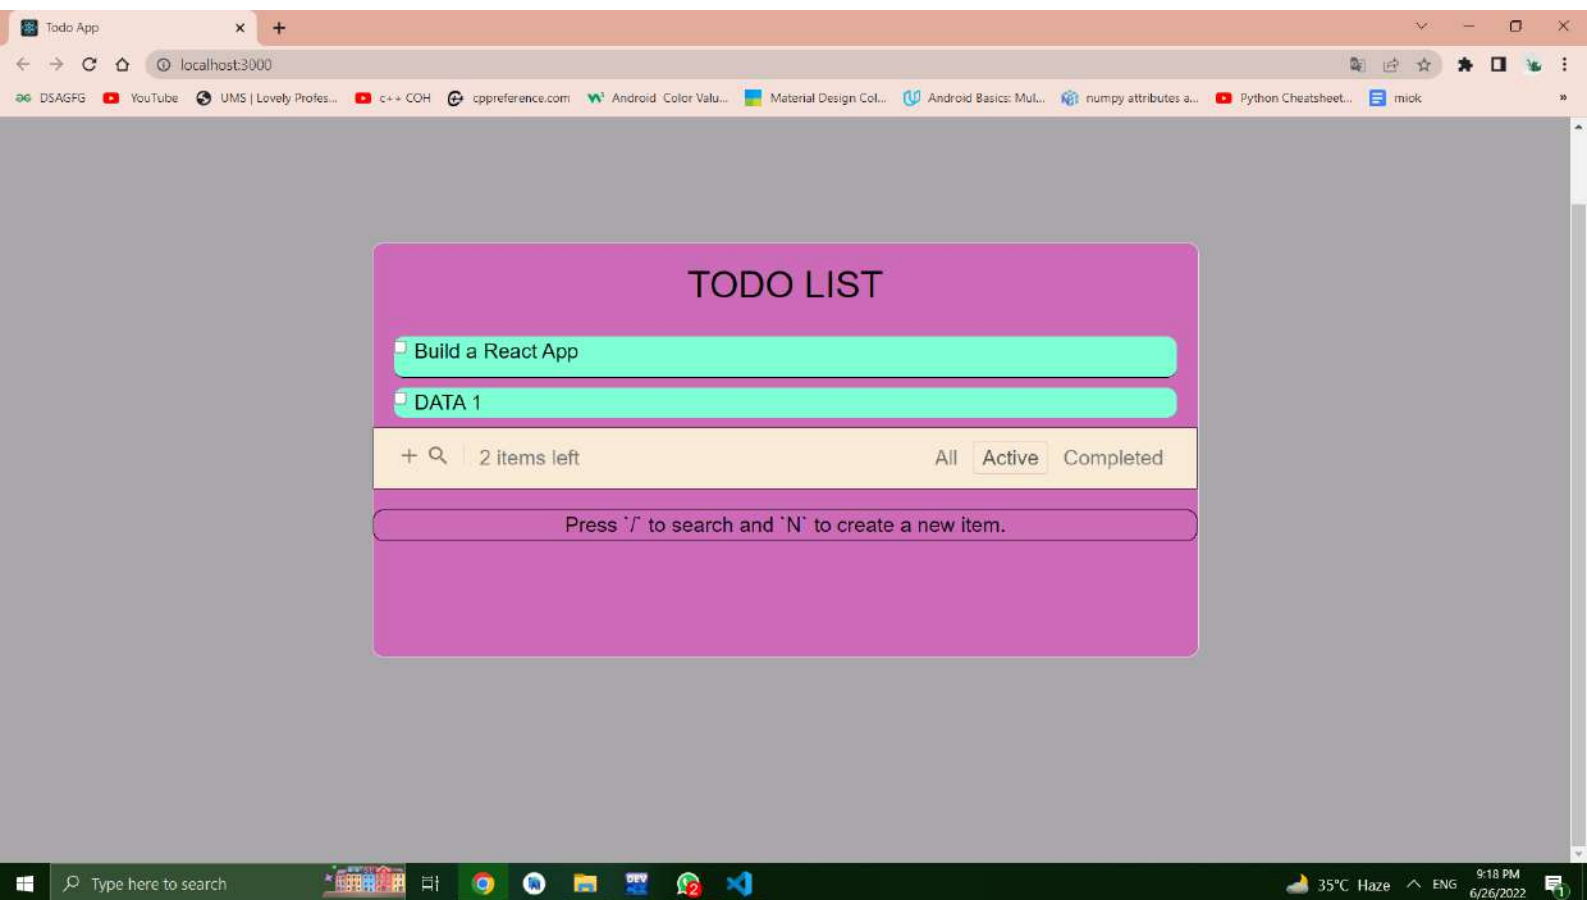 Todo App
localhost:3000
DSAGFG YouTube UMS | Lovely Profes... c++ COH cppreference.com Android Color Valu... Material Design Col... Android Basics: Mul... numpy attributes a... Python Cheatsheet... miok »
TODO LIST
Build a React App
DATA 1
+ 2 items left All Active Completed
Press `/` to search and `N` to create a new item.
Type here to search DEV 2 35°C Haze ENG 9:18 PM
6/26/2022 1